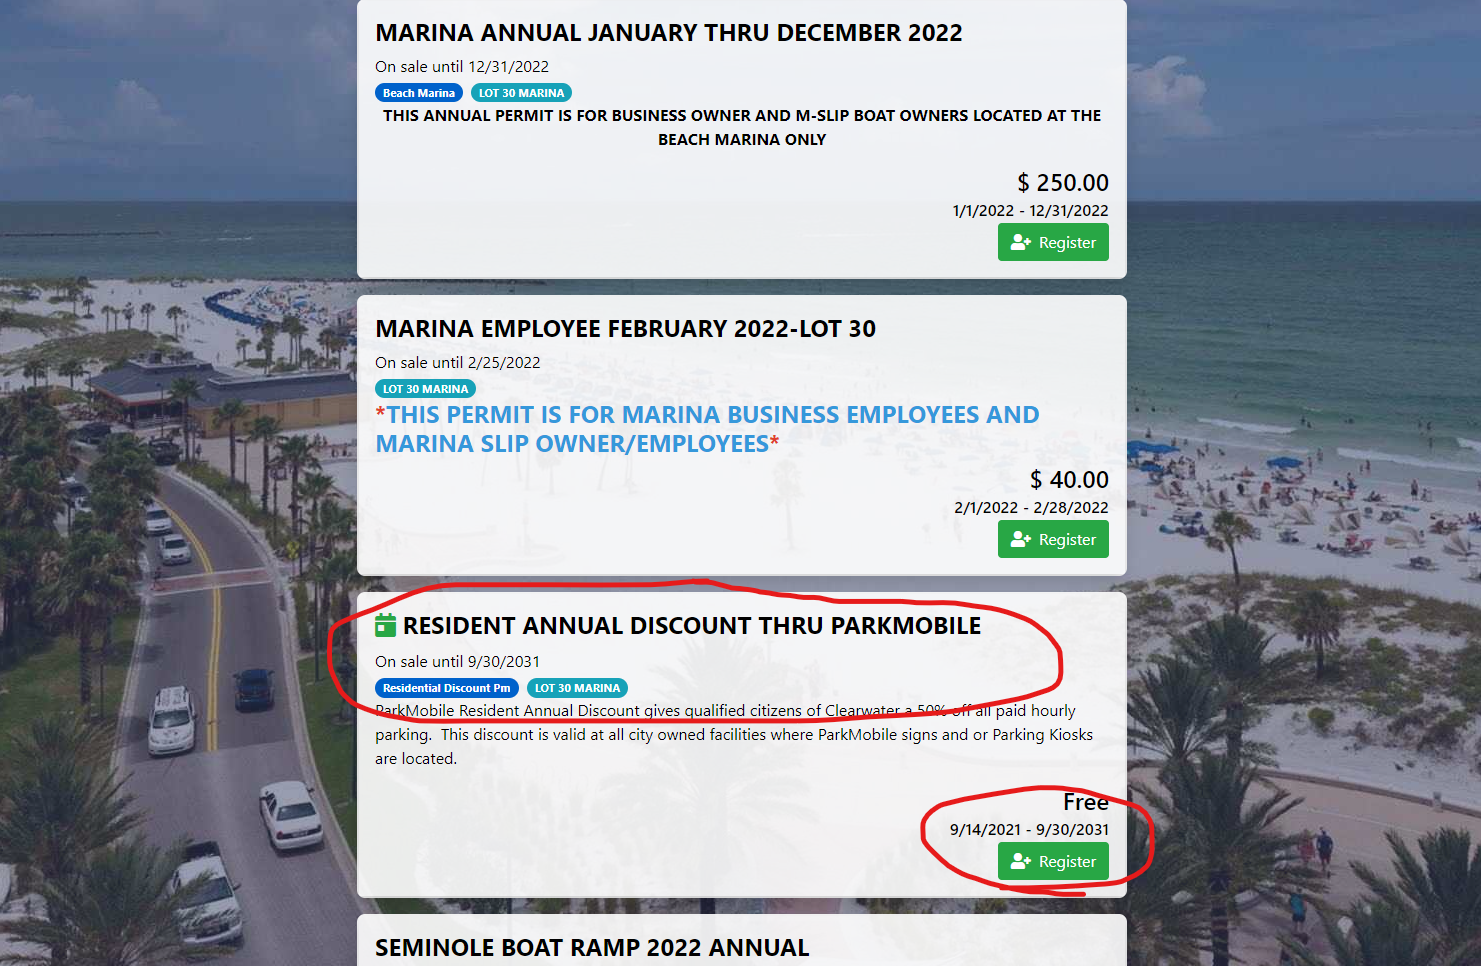 MARINA ANNUAL JANUARY THRU DECEMBER 2022
On sale until 12/31/2022
Beach Marina LOT 30 MARINA
THIS ANNUAL PERMIT IS FOR BUSINESS OWNER AND M-SLIP BOAT OWNERS LOCATED AT THE
BEACH MARINA ONLY
$ 250.00
1/1/2022 - 12/31/2022
Register
MARINA EMPLOYEE FEBRUARY 2022-LOT 30
On sale until 2/25/2022
LOT 30 MARINA
*THIS PERMIT IS FOR MARINA BUSINESS EMPLOYEES AND
MARINA SLIP OWNER/EMPLOYEES*
$ 40.00
2/1/2022 - 2/28/2022
Register
RESIDENT ANNUAL DISCOUNT THRU PARKMOBILE
On sale until 9/30/2031
Residential Discount Pm LOT 30 MARINA
ParkMobile Resident Annual Discount gives qualified citizens of Clearwater a 50% off all paid hourly
parking. This discount is valid at all city owned facilities where ParkMobile signs and or Parking Kiosks
are located.
Free
9/14/2021 - 9/30/2031
Register
SEMINOLE BOAT RAMP 2022 ANNUAL